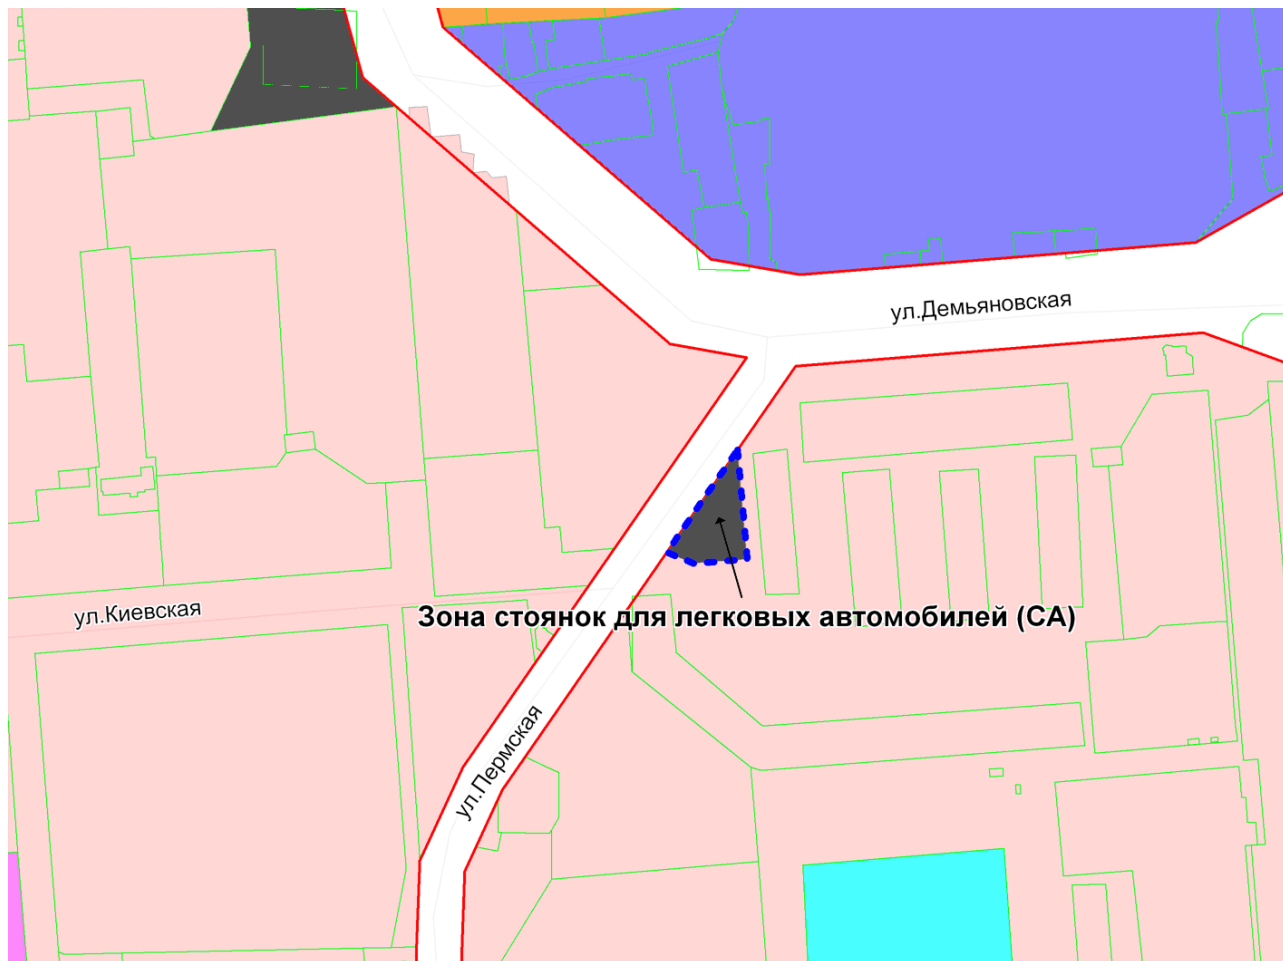 ул.Демьяновская
ул.Киевская
Зона стоянок для легковых автомобилей (СА)
ул.Пермская